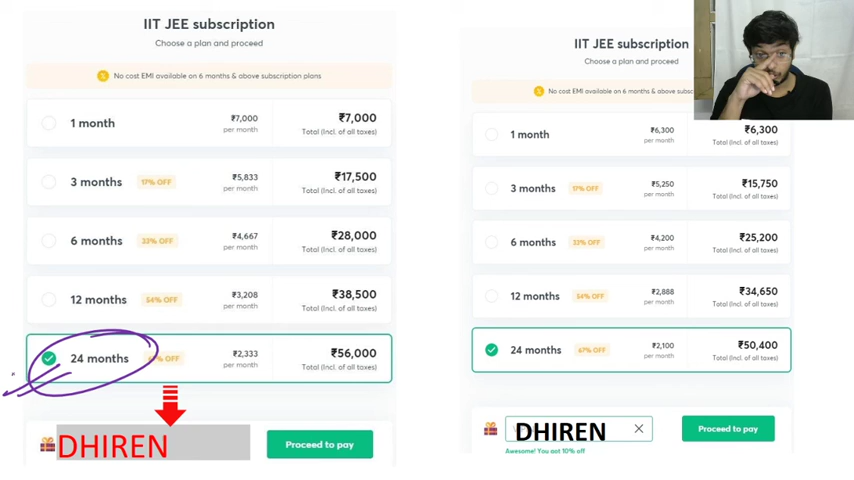 IIT JEE subscription
Choose a plan and proceed
No cost EMI available on 6 months & above subscription plans
1 month ₹7,000 per month ₹7,000 Total (Incl. of all taxes)
3 months 17% OFF ₹5,833 per month ₹17,500 Total (Incl. of all taxes)
6 months 33% OFF ₹4,667 per month ₹28,000 Total (Incl. of all taxes)
12 months 54% OFF ₹3,208 per month ₹38,500 Total (Incl. of all taxes)
24 months OFF ₹2,333 per month ₹56,000 Total (Incl. of all taxes)
DHIREN Proceed to pay
IIT JEE subscription
Choose a plan and proceed
No cost EMI available on 6 months & above
1 month ₹6,300 per month ₹6,300 Total (Incl. of all taxes)
3 months 17% OFF ₹5,250 per month ₹15,750 Total (Incl. of all taxes)
6 months 33% OFF ₹4,200 per month ₹25,200 Total (Incl. of all taxes)
12 months 54% OFF ₹2,888 per month ₹34,650 Total (Incl. of all taxes)
24 months 67% OFF ₹2,100 per month ₹50,400 Total (Incl. of all taxes)
DHIREN Proceed to pay
Awesome! You got 10% off